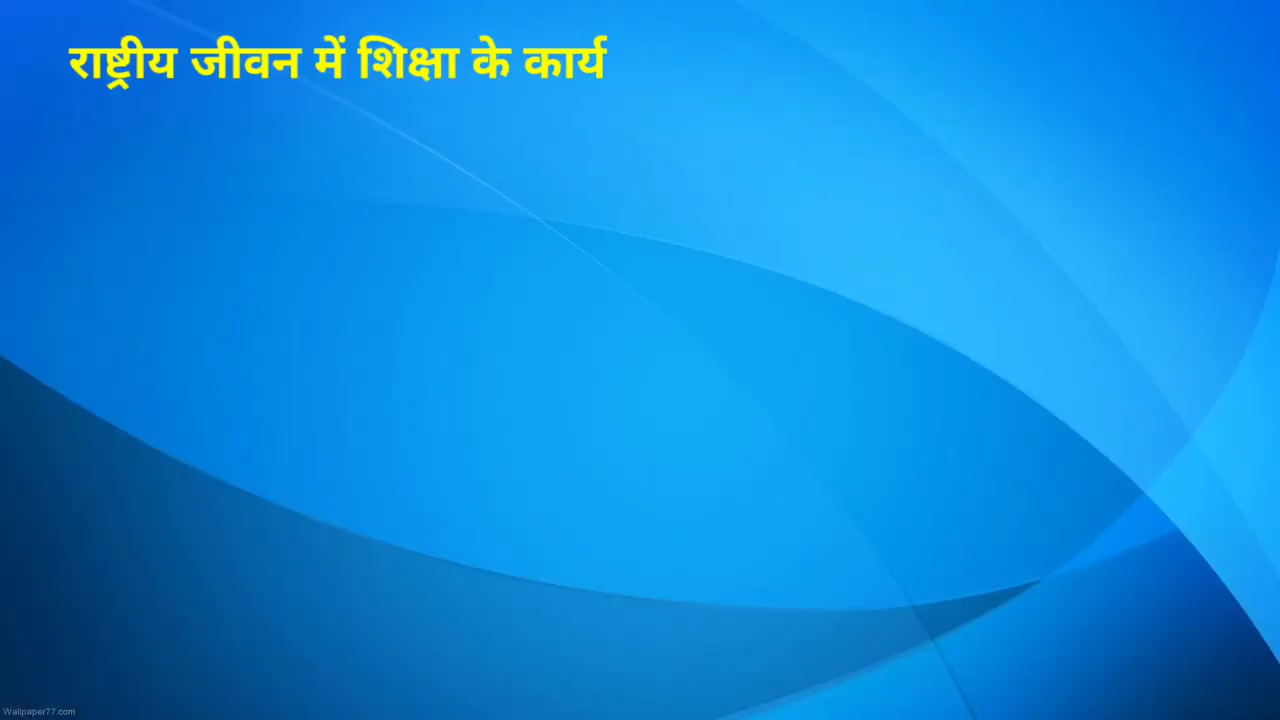 राष्ट्रीय जीवन में शिक्षा के कार्य
Wallpaper77.com